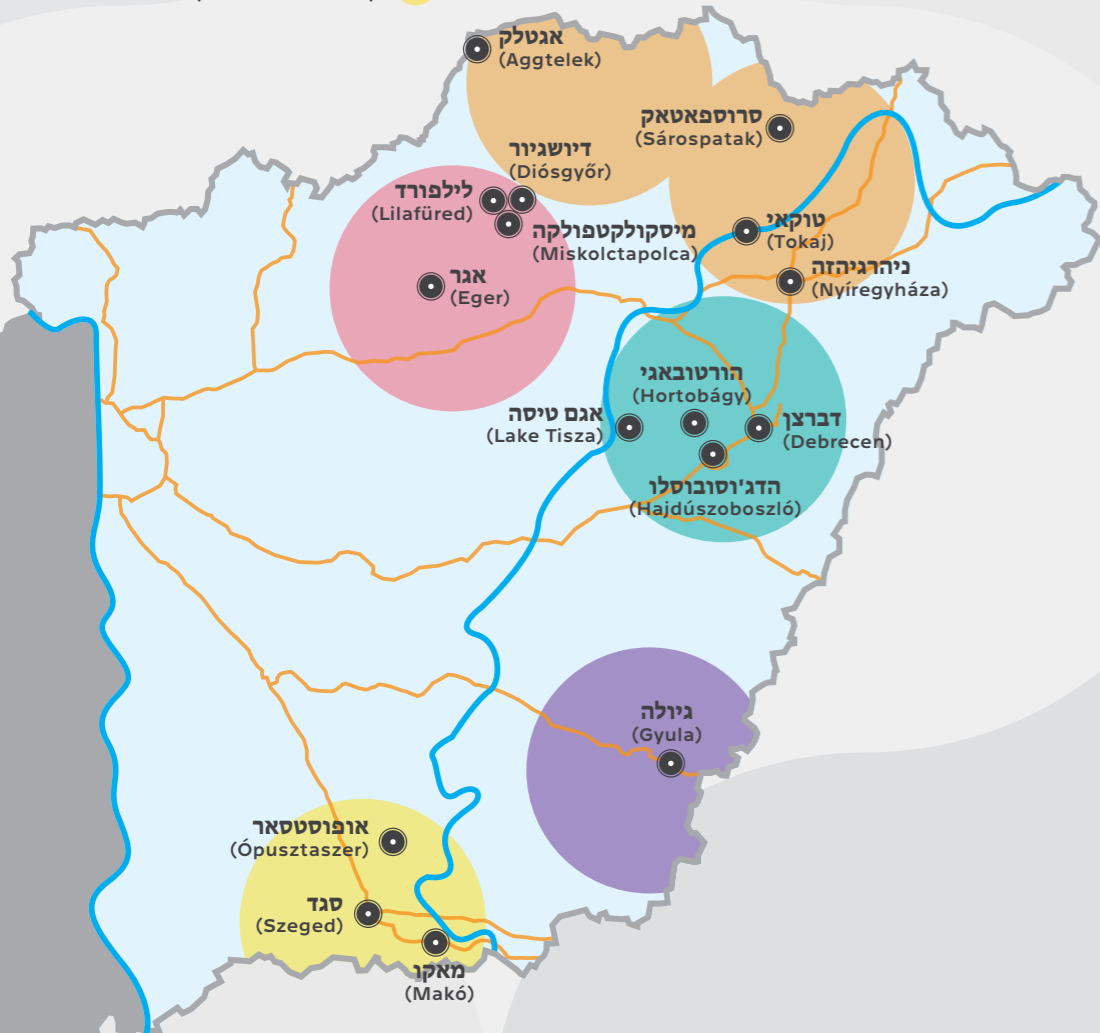 אגטלק
(Aggtelek)
סרוספאטאק
(Sárospatak)
דיושגיור
(Diósgyőr)
לילפורד
(Lilafüred)
מיסקולקטפולקה
(Miskolctapolca)
טוקאי
(Tokaj)
אגר
(Eger)
ניהרגיהזה
(Nyíregyháza)
הורטובאגי
(Hortobágy)
אגם טיסה
(Lake Tisza)
דברצן
(Debrecen)
הדג'וסובוסלו
(Hajdúszoboszló)
גיולה
(Gyula)
אופוסטסאר
(Ópusztaszer)
סגד
(Szeged)
מאקו
(Makó)